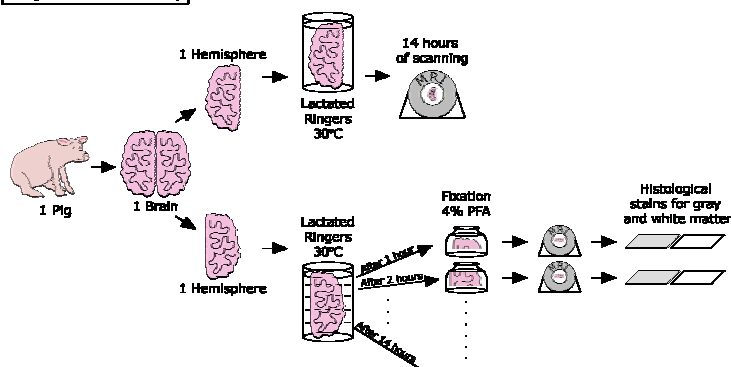 1 Hemisphere
14 hours
of scanning
MRI
Lactated
Ringers
30°C
1 Pig
1 Brain
Lactated
Ringers
30°C
Fixation
4% PFA
Histological
stains for gray
and white matter
After 1 hour
After 2 hours
After 14 hours
1 Hemisphere